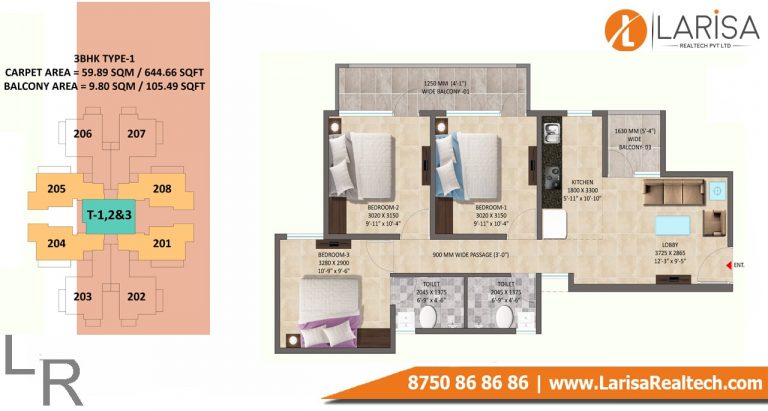 3BHK TYPE-1
CARPET AREA = 59.89 SQM / 644.66 SQFT
BALCONY AREA = 9.80 SQM / 105.49 SQFT
206
207
205
208
T-1,2&3
204
201
203
202
LR
LARISA
REALTECH PVT LTD
1250 MM (4'-1")
WIDE BALCONY -01
1630 MM (5'-4")
WIDE
BALCONY- 03
BEDROOM-2
3020 X 3150
9'-11" X 10'-4"
BEDROOM-1
3020 X 3150
9'-11" X 10'-4"
KITCHEN
1800 X 3300
5'-11" X 10'-10"
LOBBY
3725 X 2865
12'-3" X 9'-5"
ENT.
900 MM WIDE PASSAGE (3'-0")
BEDROOM-3
3280 X 2900
10'-9" X 9'-6"
TOILET
2045 X 1375
6'-9" X 4'-6"
TOILET
2045 X 1375
6'-9" X 4'-6"
8750 86 86 86 | www.LarisaRealtech.com